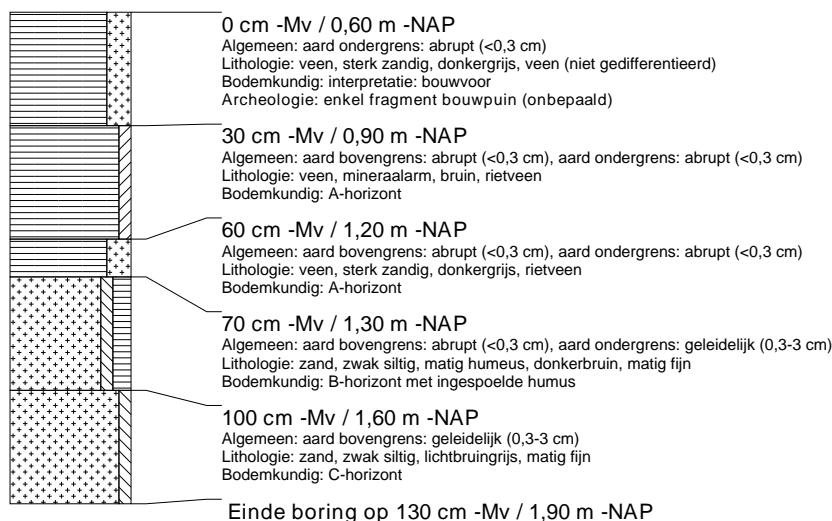 0 cm -Mv / 0,60 m -NAP
Algemeen: aard ondergrens: abrupt (<0,3 cm)
Lithologie: veen, sterk zandig, donkergrijs, veen (niet gedifferentieerd)
Bodemkundig: interpretatie: bouwvoor
Archeologie: enkel fragment bouwpuin (onbepaald)
30 cm -Mv / 0,90 m -NAP
Algemeen: aard bovengrens: abrupt (<0,3 cm), aard ondergrens: abrupt (<0,3 cm)
Lithologie: veen, mineraalarm, bruin, rietveen
Bodemkundig: A-horizont
60 cm -Mv / 1,20 m -NAP
Algemeen: aard bovengrens: abrupt (<0,3 cm), aard ondergrens: abrupt (<0,3 cm)
Lithologie: veen, sterk zandig, donkergrijs, rietveen
Bodemkundig: A-horizont
70 cm -Mv / 1,30 m -NAP
Algemeen: aard bovengrens: abrupt (<0,3 cm), aard ondergrens: geleidelijk (0,3-3 cm)
Lithologie: zand, zwak siltig, matig humeus, donkerbruin, matig fijn
Bodemkundig: B-horizont met ingespoelde humus
100 cm -Mv / 1,60 m -NAP
Algemeen: aard bovengrens: geleidelijk (0,3-3 cm)
Lithologie: zand, zwak siltig, lichtbruingrijs, matig fijn
Bodemkundig: C-horizont
Einde boring op 130 cm -Mv / 1,90 m -NAP